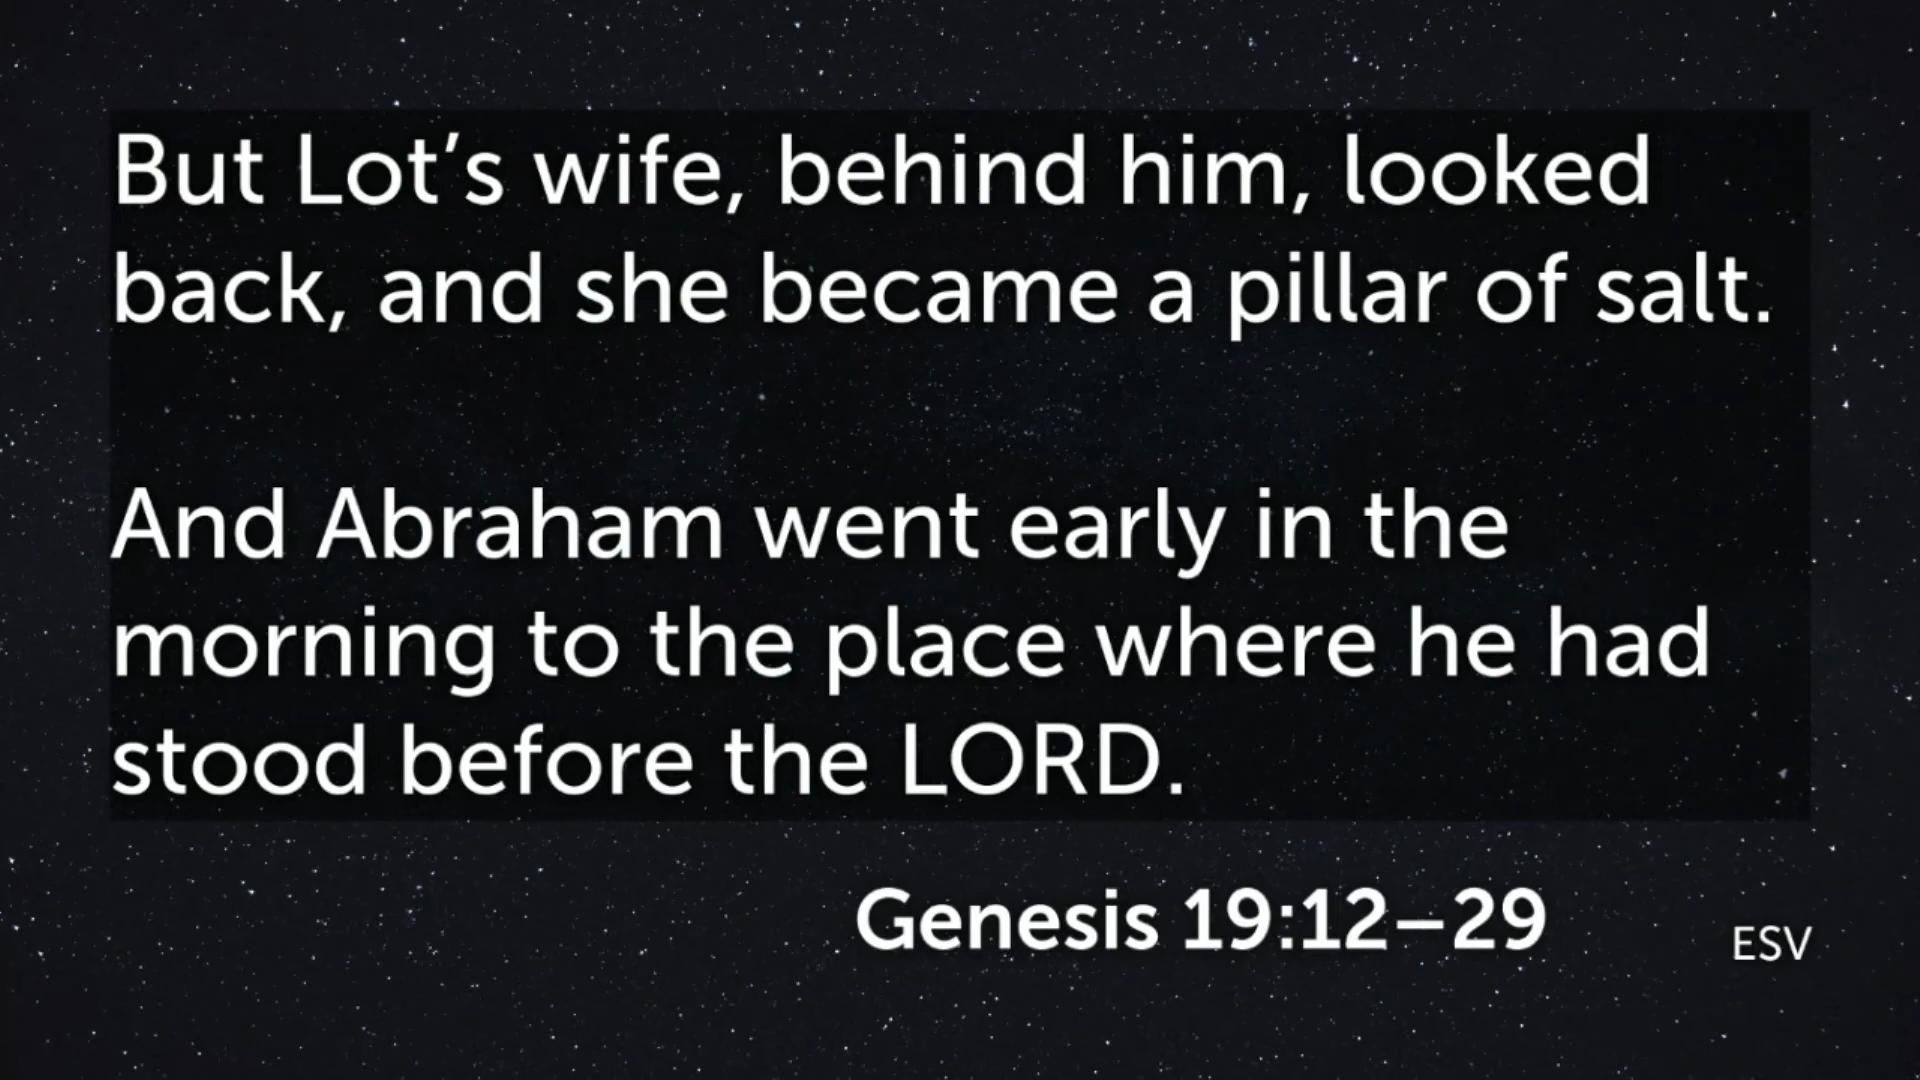 But Lot’s wife, behind him, looked
back, and she became a pillar of salt.
And Abraham went early in the
morning to the place where he had
stood before the LORD.
Genesis 19:12–29
ESV